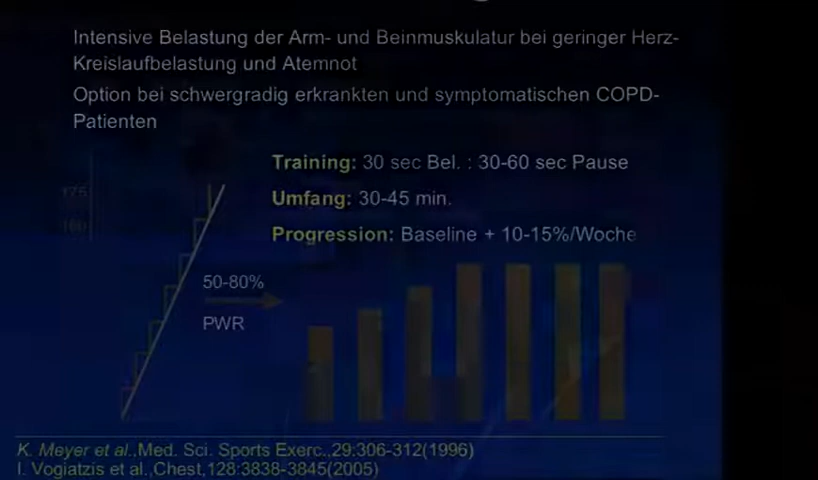 Intensive Belastung der Arm- und Beinmuskulatur bei geringer Herz-
Kreislaufbelastung und Atemnot
Option bei schwergradig erkrankten und symptomatischen COPD-
Patienten
Training: 30 sec Bel. : 30-60 sec Pause
175
Umfang: 30-45 min.
160
Progression: Baseline + 10-15%/Woche
50-80%
PWR
K. Meyer et al.,Med. Sci. Sports Exerc.,29:306-312(1996)
I. Vogiatzis et al.,Chest,128:3838-3845(2005)